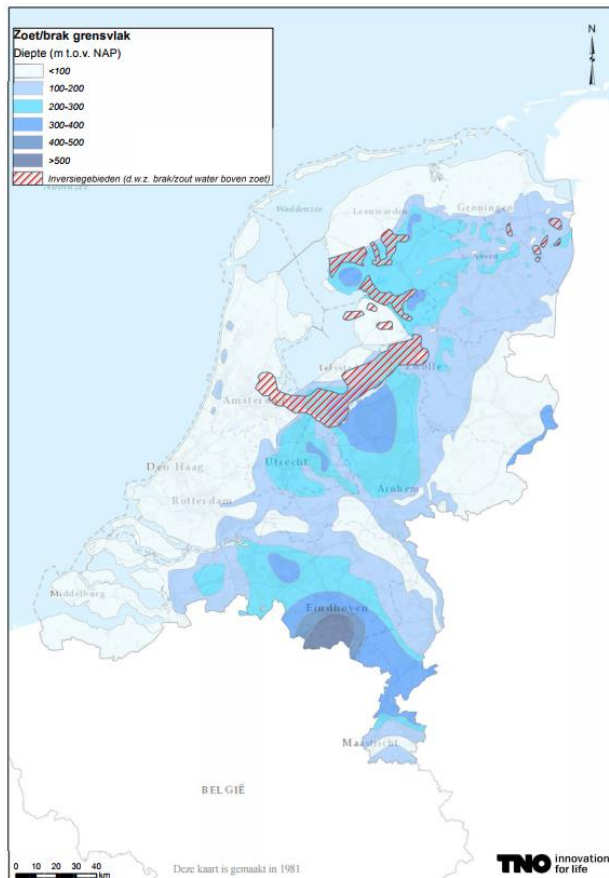 Zoet/brak grensvlak
Diepte (m t.o.v. NAP)
<100
100-200
200-300
300-400
400-500
>500
Inversiegebieden (d.w.z. brak/zout water boven zoet)
N
Noordzee
Waddenzee
Leeuwarden
Groningen
Assen
Lelystad
Zwolle
Amsterdam
Den Haag
Utrecht
Arnhem
Rotterdam
Middelburg
Eindhoven
Maastricht
BELGIË
0 10 20 30 40
km
Deze kaart is gemaakt in 1981
TNO innovation
for life